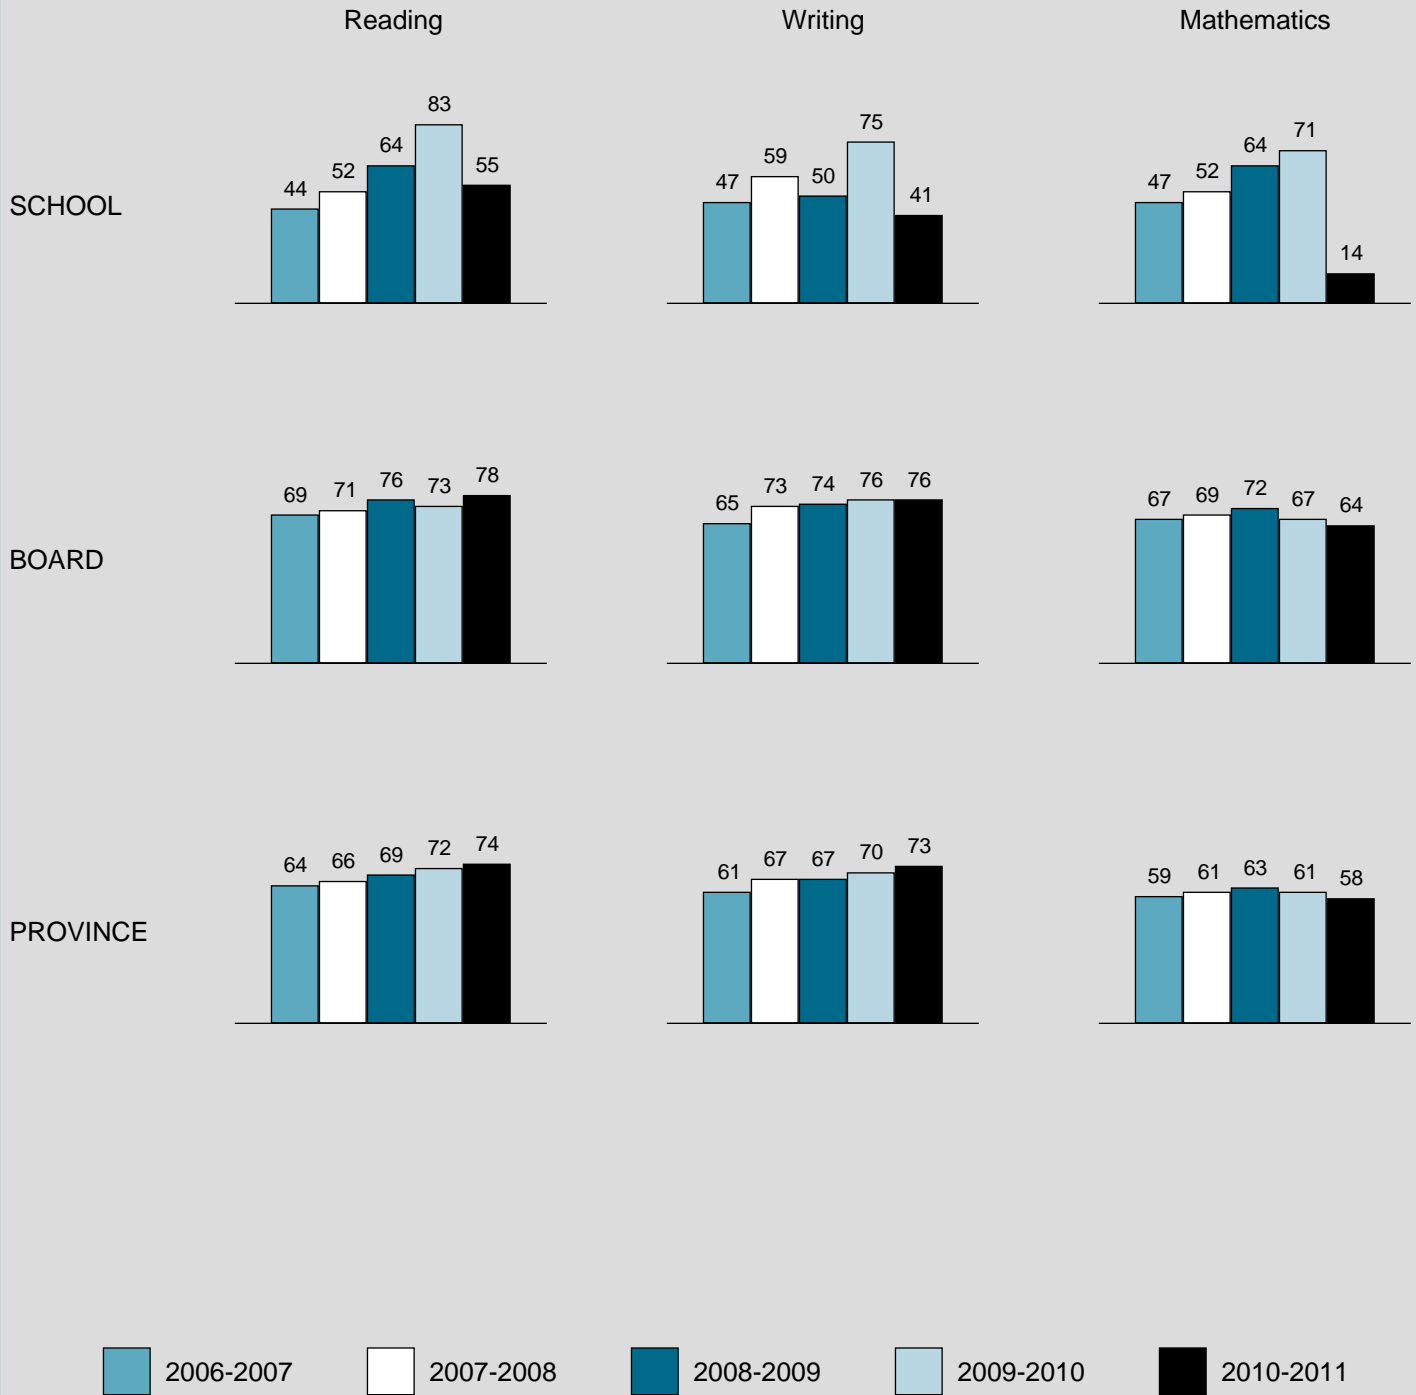 Reading Writing Mathematics
SCHOOL
44 52 64 83 55
47 59 50 75 41
47 52 64 71 14
BOARD
69 71 76 73 78
65 73 74 76 76
67 69 72 67 64
PROVINCE
64 66 69 72 74
61 67 67 70 73
59 61 63 61 58
2006-2007 2007-2008 2008-2009 2009-2010 2010-2011